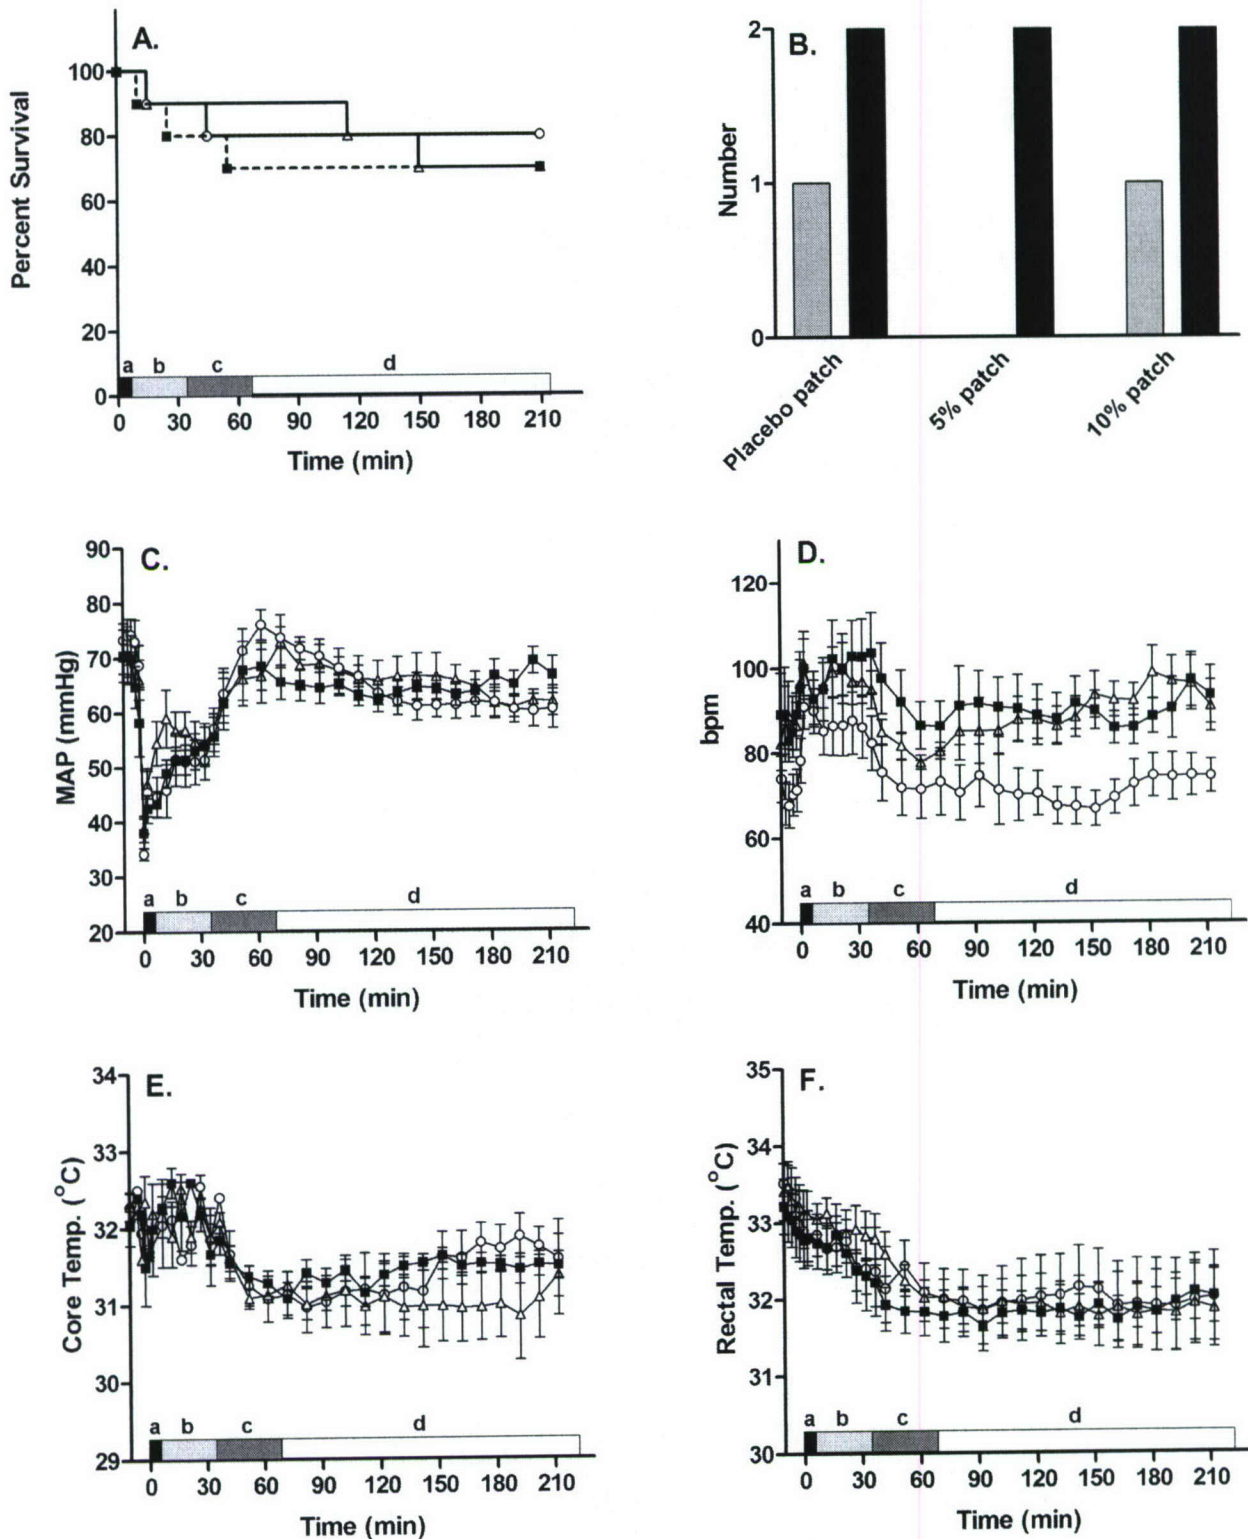 A.
Percent Survival
100
80
60
40
20
0
a b c d
0 30 60 90 120 150 180 210
Time (min)
B.
Number
2
1
0
Placebo patch
5% patch
10% patch
C.
MAP (mmHg)
90
80
70
60
50
40
30
20
a b c d
0 30 60 90 120 150 180 210
Time (min)
D.
bpm
120
100
80
60
40
a b c d
0 30 60 90 120 150 180 210
Time (min)
E.
Core Temp. (°C)
34
33
32
31
30
29
a b c d
0 30 60 90 120 150 180 210
Time (min)
F.
Rectal Temp. (°C)
35
34
33
32
31
30
a b c d
0 30 60 90 120 150 180 210
Time (min)